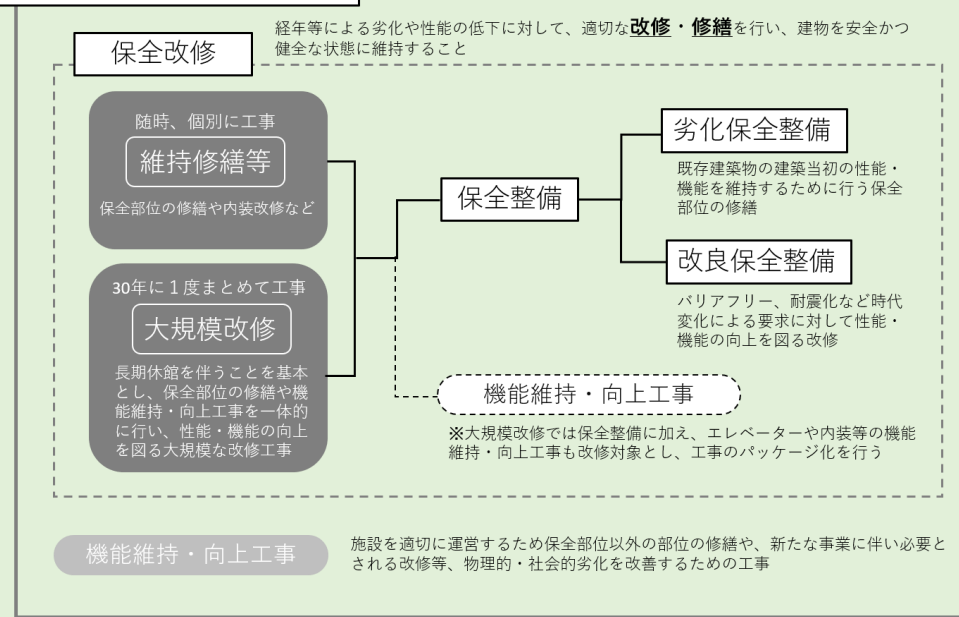 経年等による劣化や性能の低下に対して、適切な改修・修繕を行い、建物を安全かつ
健全な状態に維持すること
保全改修
随時、個別に工事
維持修繕等
保全部位の修繕や内装改修など
30年に１度まとめて工事
大規模改修
長期休館を伴うことを基本
とし、保全部位の修繕や機
能維持・向上工事を一体的
に行い、性能・機能の向上
を図る大規模な改修工事
保全整備
劣化保全整備
既存建築物の建築当初の性能・
機能を維持するために行う保全
部位の修繕
改良保全整備
バリアフリー、耐震化など時代
変化による要求に対して性能・
機能の向上を図る改修
機能維持・向上工事
※大規模改修では保全整備に加え、エレベーターや内装等の機能
維持・向上工事も改修対象とし、工事のパッケージ化を行う
機能維持・向上工事
施設を適切に運営するため保全部位以外の部位の修繕や、新たな事業に伴い必要と
される改修等、物理的・社会的劣化を改善するための工事